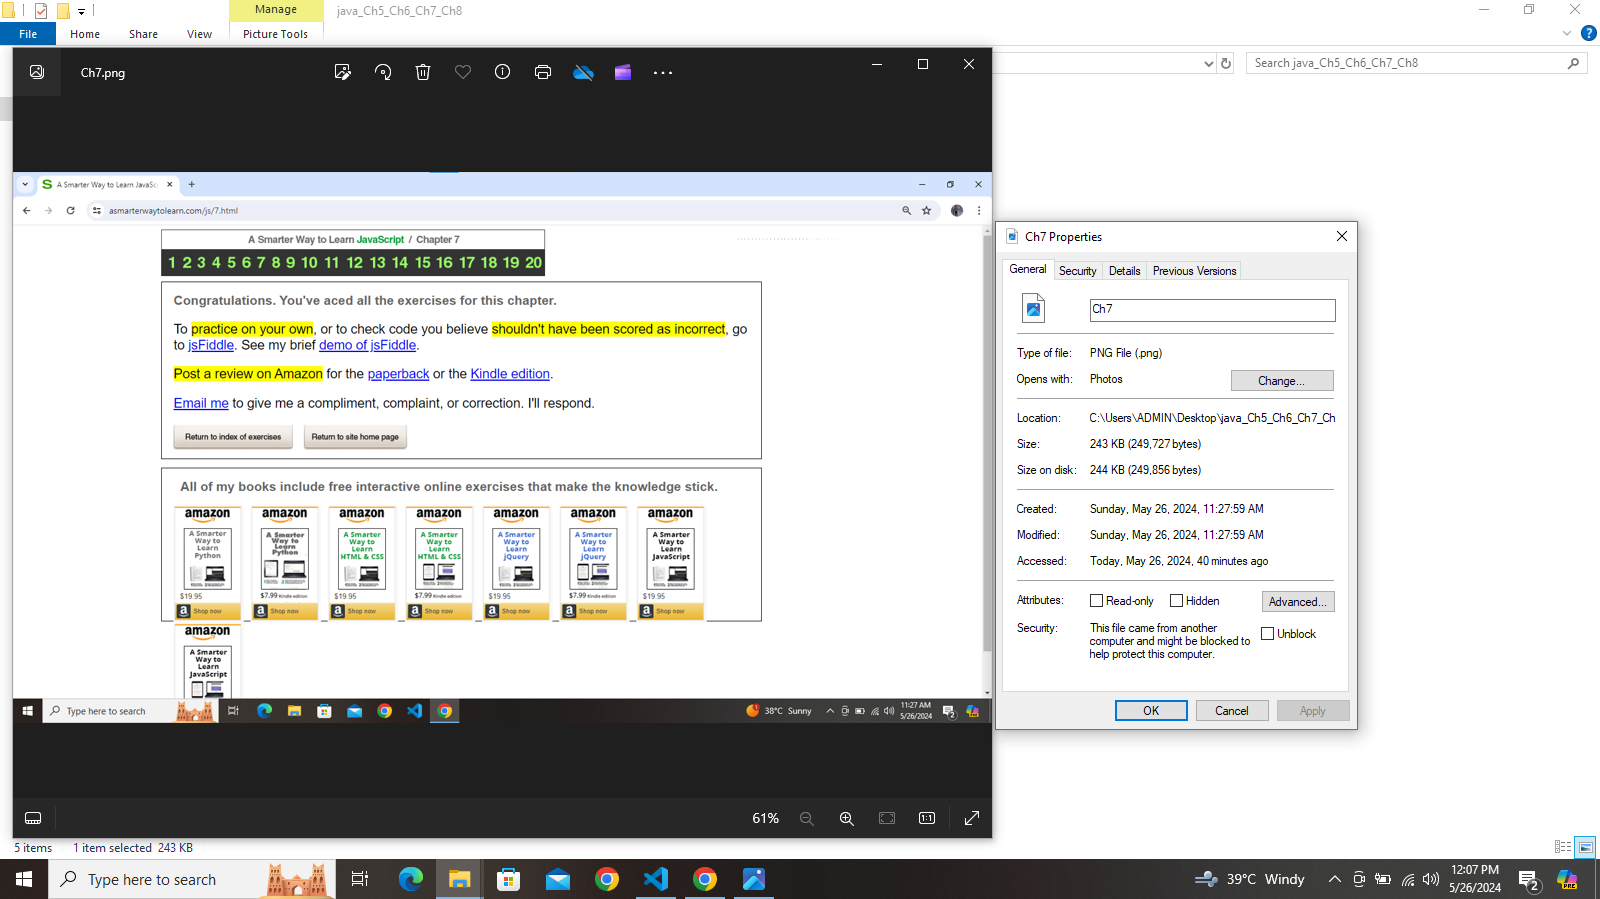 Manage
java_Ch5_Ch6_Ch7_Ch8
File
Home
Share
View
Picture Tools
Search java_Ch5_Ch6_Ch7_Ch8
Ch7.png
A Smarter Way to Learn JavaSc
asmarterwaytolearn.com/js/7.html
A Smarter Way to Learn JavaScript / Chapter 7
1 2 3 4 5 6 7 8 9 10 11 12 13 14 15 16 17 18 19 20
Congratulations. You've aced all the exercises for this chapter.
To practice on your own, or to check code you believe shouldn't have been scored as incorrect, go
to jsFiddle. See my brief demo of jsFiddle.
Post a review on Amazon for the paperback or the Kindle edition.
Email me to give me a compliment, complaint, or correction. I'll respond.
Return to index of exercises
Return to site home page
All of my books include free interactive online exercises that make the knowledge stick.
amazon
A Smarter
Way to
Learn
Python
$19.95
Shop now
amazon
A Smarter
Way to
Learn
Python
$7.99 Kindle edition
Shop now
amazon
A Smarter
Way to
Learn
HTML & CSS
$19.95
Shop now
amazon
A Smarter
Way to
Learn
HTML & CSS
$7.99 Kindle edition
Shop now
amazon
A Smarter
Way to
Learn
jQuery
$19.95
Shop now
amazon
A Smarter
Way to
Learn
jQuery
$7.99 Kindle edition
Shop now
amazon
A Smarter
Way to
Learn
JavaScript
$19.95
Shop now
amazon
A Smarter
Way to
Learn
JavaScript
Type here to search
38°C Sunny
11:27 AM
5/26/2024
2
61%
1:1
Ch7 Properties
General
Security
Details
Previous Versions
Ch7
Type of file:
PNG File (.png)
Opens with:
Photos
Change...
Location:
C:\Users\ADMIN\Desktop\java_Ch5_Ch6_Ch7_Ch
Size:
243 KB (249,727 bytes)
Size on disk:
244 KB (249,856 bytes)
Created:
Sunday, May 26, 2024, 11:27:59 AM
Modified:
Sunday, May 26, 2024, 11:27:59 AM
Accessed:
Today, May 26, 2024, 40 minutes ago
Attributes:
Read-only
Hidden
Advanced...
Security:
This file came from another
computer and might be blocked to
help protect this computer.
Unblock
OK
Cancel
Apply
5 items
1 item selected 243 KB
Type here to search
39°C Windy
12:07 PM
5/26/2024
2
PRE